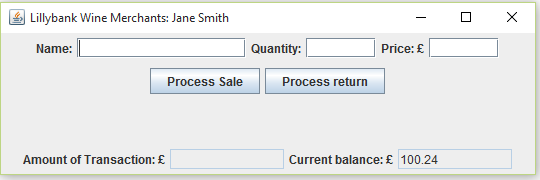 Lillybank Wine Merchants: Jane Smith
Name: Quantity: Price: £
Process Sale Process return
Amount of Transaction: £ Current balance: £ 100.24